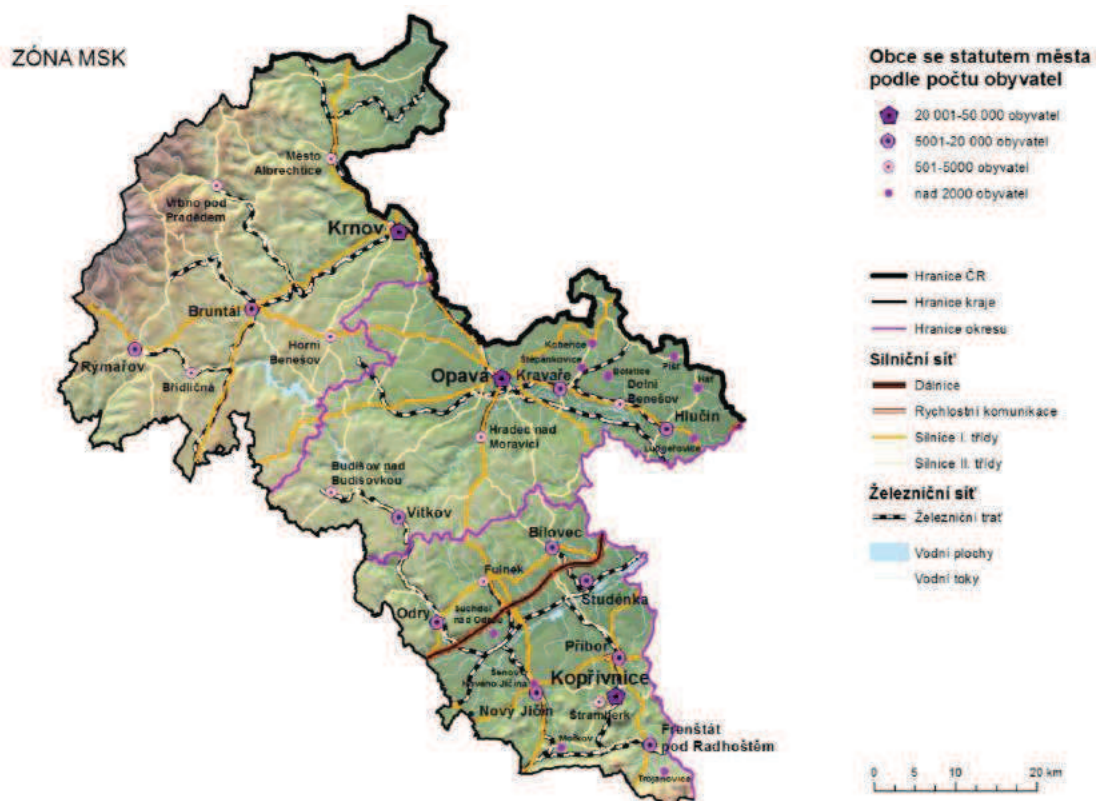 ZÓNA MSK
Město
Albrechtice
Vrbno pod
Pradědem
Krnov
Bruntál
Horní
Benešov
Rýmařov
Břidličná
Opava
Kobeřice
Štěpánkovice
Kravaře
Bolatice
Píšť
Hať
Dolní
Benešov
Hlučín
Ludgeřovice
Hradec nad
Moravicí
Budišov nad
Budišovkou
Vítkov
Bílovec
Fulnek
Studénka
Odry
Suchdol
nad Odrou
Příbor
Šenov u
Nového Jičína
Kopřivnice
Nový Jičín
Štramberk
Mořkov
Frenštát
pod Radhoštěm
Trojanovice
Obce se statutem města
podle počtu obyvatel
20 001-50 000 obyvatel
5001-20 000 obyvatel
501-5000 obyvatel
nad 2000 obyvatel
Hranice ČR
Hranice kraje
Hranice okresu
Silniční síť
Dálnice
Rychlostní komunikace
Silnice I. třídy
Silnice II. třídy
Železniční síť
Železniční trať
Vodní plochy
Vodní toky
0 5 10 20 km